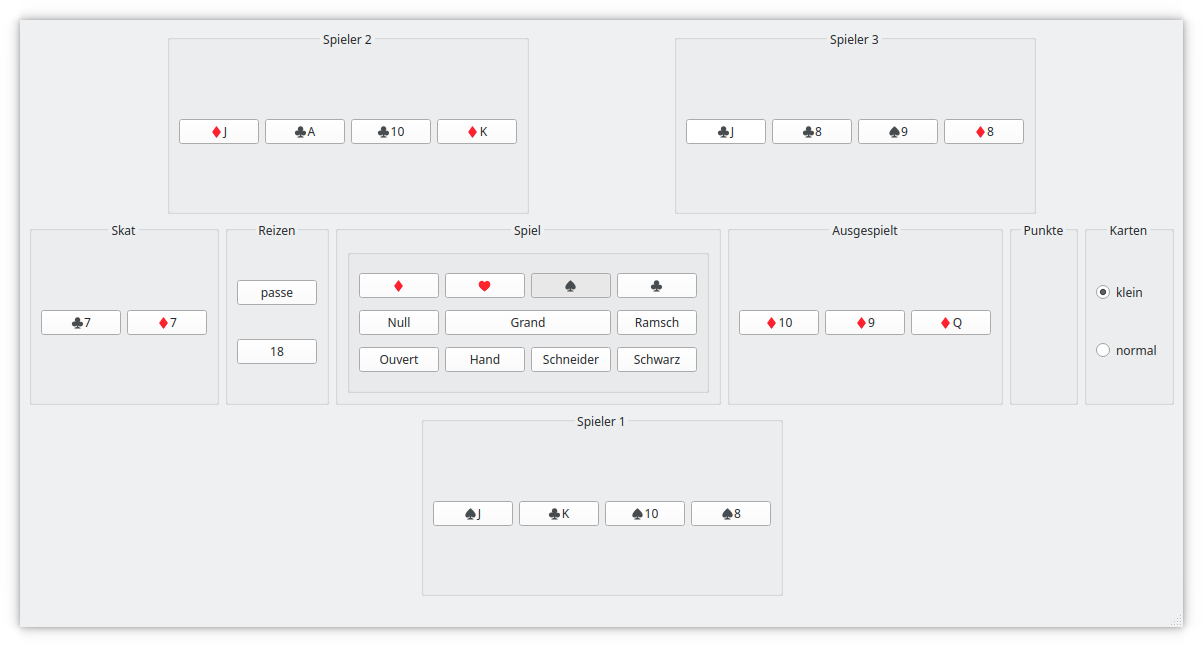 Spieler 2
Spieler 3
♦J ♣A ♣10 ♦K
♣J ♣8 ♠9 ♦8
Skat
Reizen
Spiel
Ausgespielt
Punkte
Karten
♣7 ♦7
passe
18
♦ ♥ ♠ ♣
Null Grand Ramsch
Ouvert Hand Schneider Schwarz
♦10 ♦9 ♦Q
klein
normal
Spieler 1
♠J ♣K ♠10 ♠8